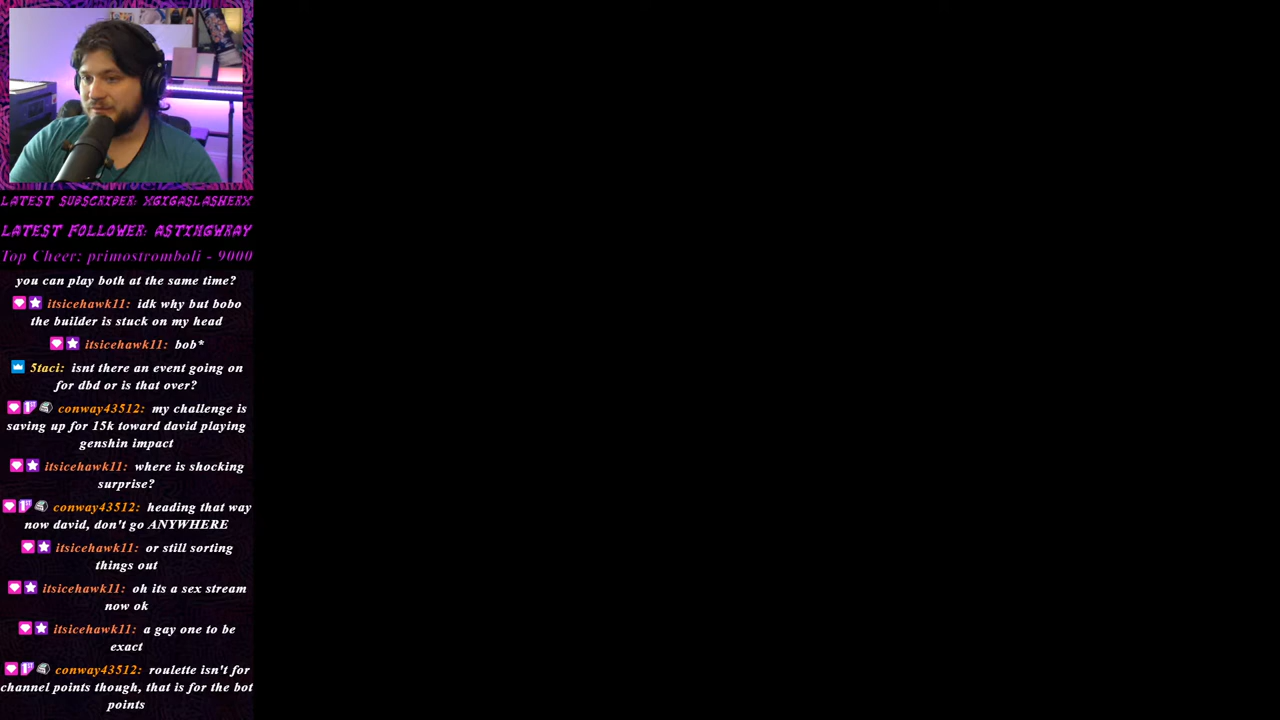 LATEST SUBSCRIBER: XGIGASLASHERX
LATEST FOLLOWER: ASTINGWRAY
Top Cheer: primostromboli - 9000
you can play both at the same time?
itsicehawk11: idk why but bobo
the builder is stuck on my head
itsicehawk11: bob*
5taci: isnt there an event going on
for dbd or is that over?
conway43512: my challenge is
saving up for 15k toward david playing
genshin impact
itsicehawk11: where is shocking
surprise?
conway43512: heading that way
now david, don't go ANYWHERE
itsicehawk11: or still sorting
things out
itsicehawk11: oh its a sex stream
now ok
itsicehawk11: a gay one to be
exact
conway43512: roulette isn't for
channel points though, that is for the bot
points